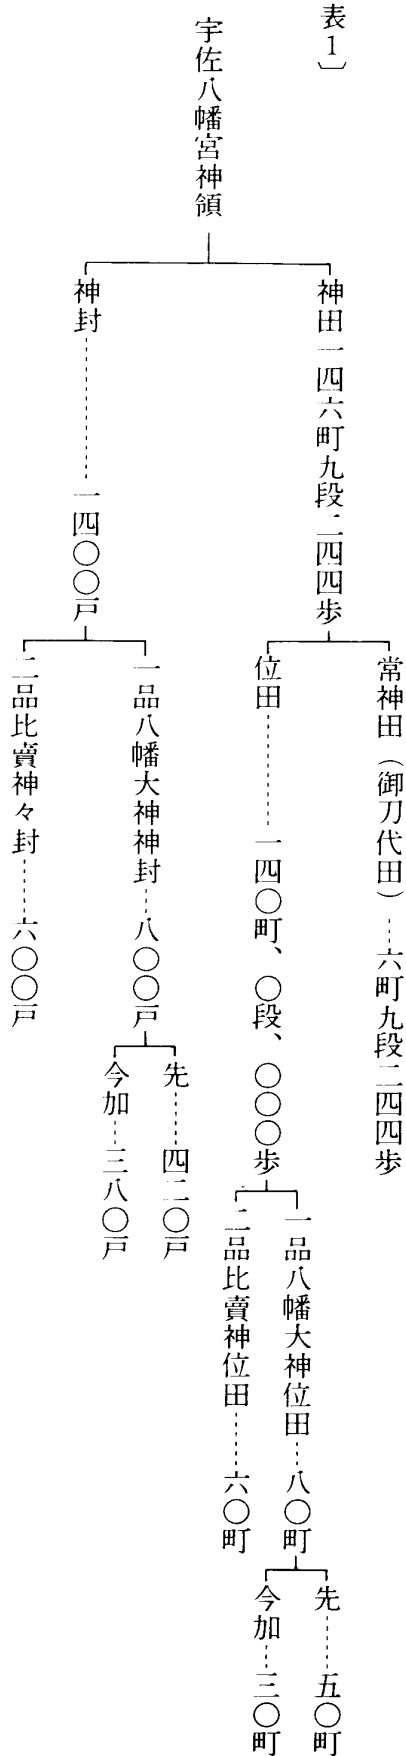 表1〕
宇佐八幡宮神領
神田一四六町九段二四四歩
常神田(御刀代田)…六町九段二四四歩
位田…………一四〇町、〇段、〇〇〇歩
一品八幡大神位田…八〇町
先………五〇町
今加…三〇町
二品比賣神位田……六〇町
神封……………一四〇〇戸
一品八幡大神神封…八〇〇戸
先……四二〇戸
今加…三八〇戸
二品比賣神々封……六〇〇戸